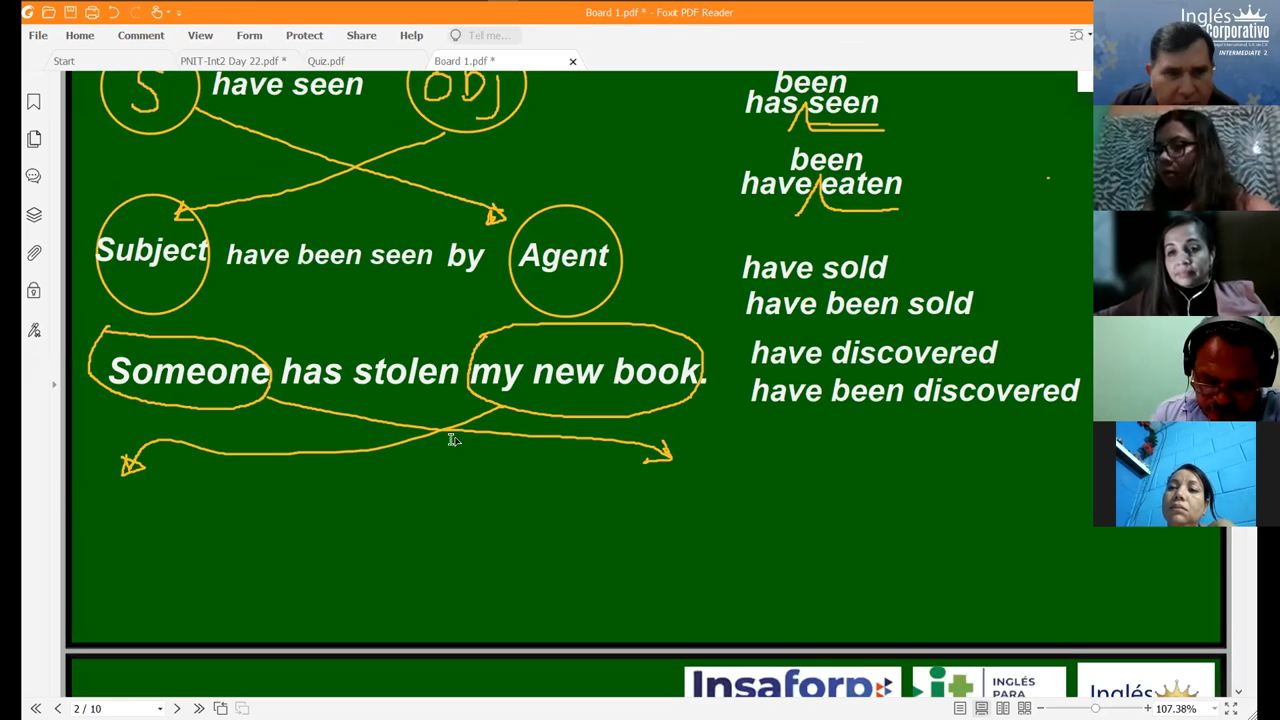 Board 1.pdf * - Foxit PDF Reader
File Home Comment View Form Protect Share Help Tell me...
Start PNIT-Int2 Day 22.pdf * Quiz.pdf Board 1.pdf *
S have seen OBJ
Subject have been seen by Agent
Someone has stolen my new book.
been
has seen
been
have eaten
have sold
have been sold
have discovered
have been discovered
Inglés
Corporativo
INTERMEDIATE 2
Insaforp
it INGLÉS
PARA
Inglés
2 / 10
107.38%